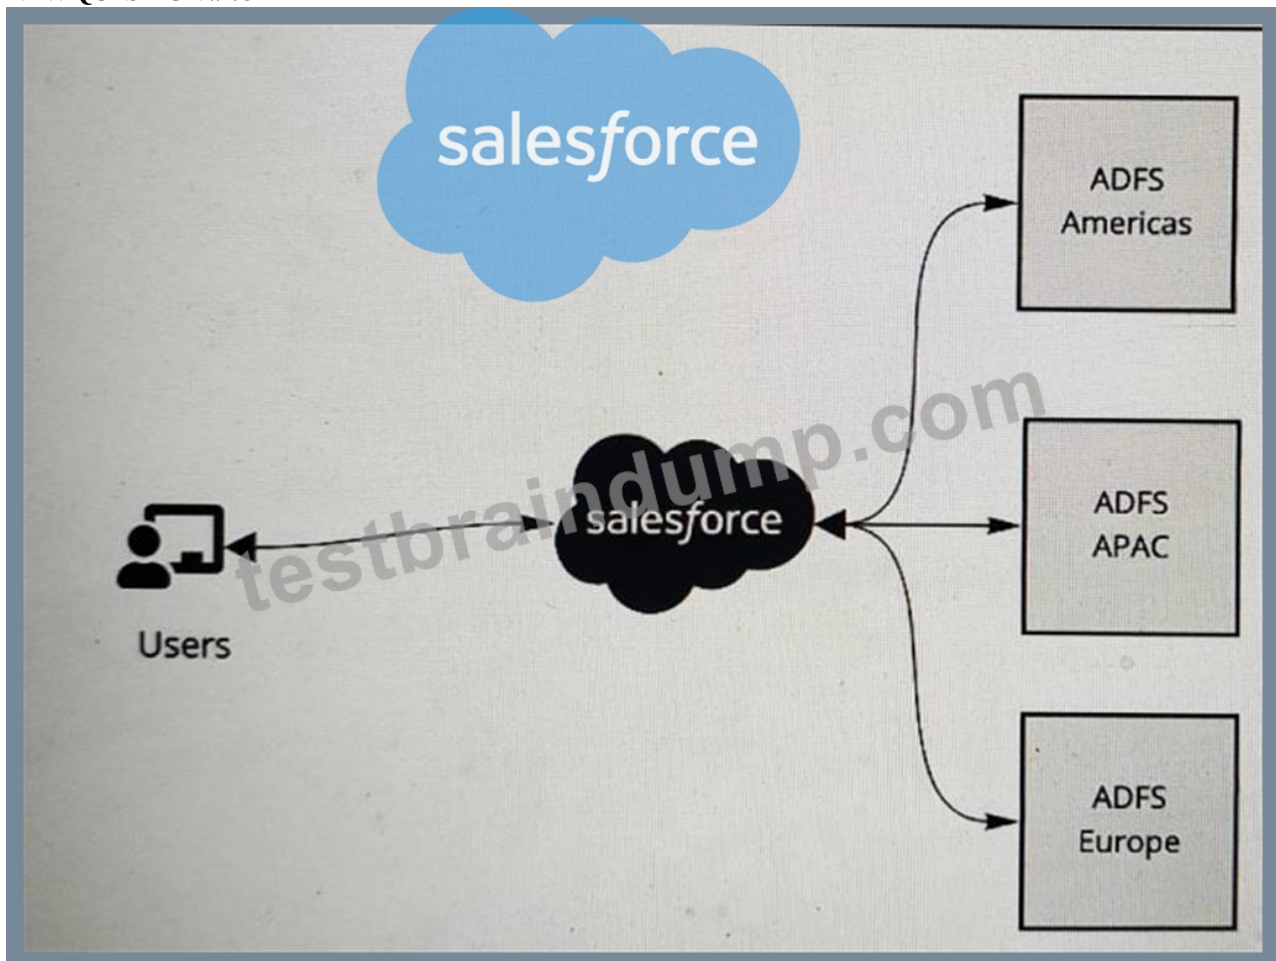 salesforce
ADFS
Americas
testbraindump.com
salesforce
ADFS
APAC
Users
ADFS
Europe